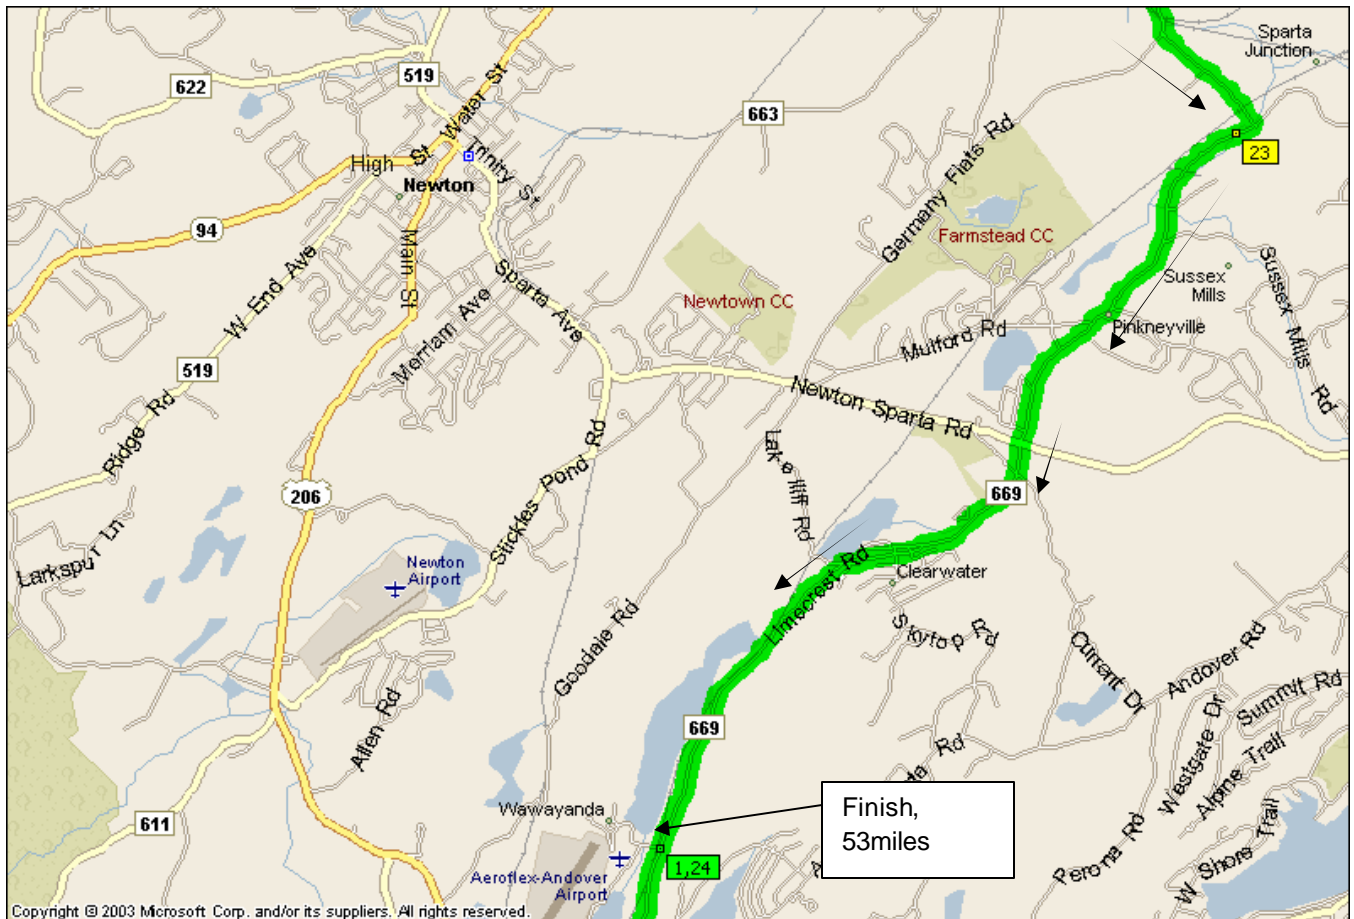 Sparta
Junction
622
519
Water St
663
High St
Trinity St
Newton
23
Germany Flats Rd
94
Farmstead CC
Main St
W End Ave
Sparta Ave
Merriam Ave
Newtown CC
Sussex
Mills
Sussex Mills Rd
Pinkneyville
Mulford Rd
519
Ridge Rd
Newton Sparta Rd
Stickles Pond Rd
206
669
Larkspur Ln
Newton
Airport
Limecrest Rd
Clearwater
Skytop Rd
Goodale Rd
Currant Dr
Andover Rd
Summit Rd
Westgate Dr
Alpine Trail
Allen Rd
669
Wawayanda
Finish,
53miles
611
Perona Rd
W Shore Trail
1,24
Aeroflex-Andover
Airport
Copyright © 2003 Microsoft Corp. and/or its suppliers. All rights reserved.